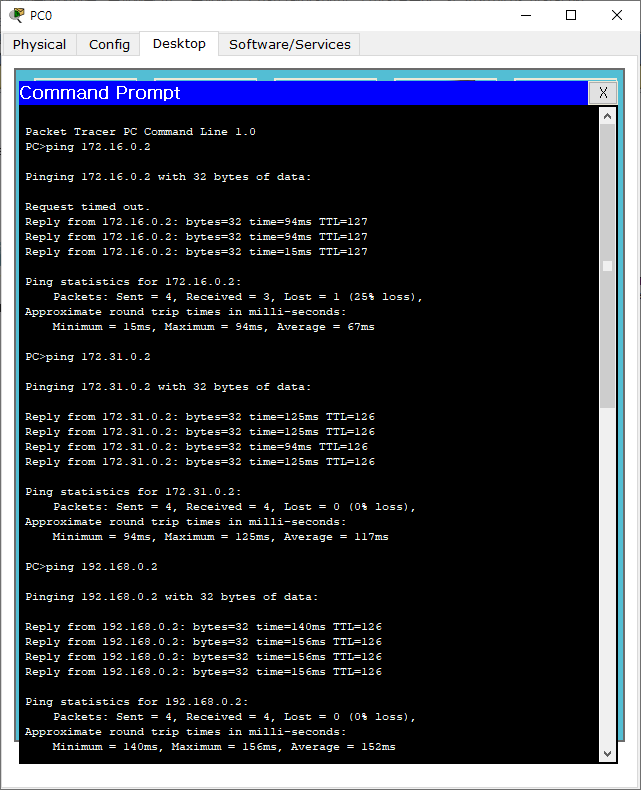 PC0
Physical Config Desktop Software/Services
Command Prompt X
Packet Tracer PC Command Line 1.0
PC>ping 172.16.0.2
Pinging 172.16.0.2 with 32 bytes of data:
Request timed out.
Reply from 172.16.0.2: bytes=32 time=94ms TTL=127
Reply from 172.16.0.2: bytes=32 time=94ms TTL=127
Reply from 172.16.0.2: bytes=32 time=15ms TTL=127
Ping statistics for 172.16.0.2:
Packets: Sent = 4, Received = 3, Lost = 1 (25% loss),
Approximate round trip times in milli-seconds:
Minimum = 15ms, Maximum = 94ms, Average = 67ms
PC>ping 172.31.0.2
Pinging 172.31.0.2 with 32 bytes of data:
Reply from 172.31.0.2: bytes=32 time=125ms TTL=126
Reply from 172.31.0.2: bytes=32 time=125ms TTL=126
Reply from 172.31.0.2: bytes=32 time=94ms TTL=126
Reply from 172.31.0.2: bytes=32 time=125ms TTL=126
Ping statistics for 172.31.0.2:
Packets: Sent = 4, Received = 4, Lost = 0 (0% loss),
Approximate round trip times in milli-seconds:
Minimum = 94ms, Maximum = 125ms, Average = 117ms
PC>ping 192.168.0.2
Pinging 192.168.0.2 with 32 bytes of data:
Reply from 192.168.0.2: bytes=32 time=140ms TTL=126
Reply from 192.168.0.2: bytes=32 time=156ms TTL=126
Reply from 192.168.0.2: bytes=32 time=156ms TTL=126
Reply from 192.168.0.2: bytes=32 time=156ms TTL=126
Ping statistics for 192.168.0.2:
Packets: Sent = 4, Received = 4, Lost = 0 (0% loss),
Approximate round trip times in milli-seconds:
Minimum = 140ms, Maximum = 156ms, Average = 152ms